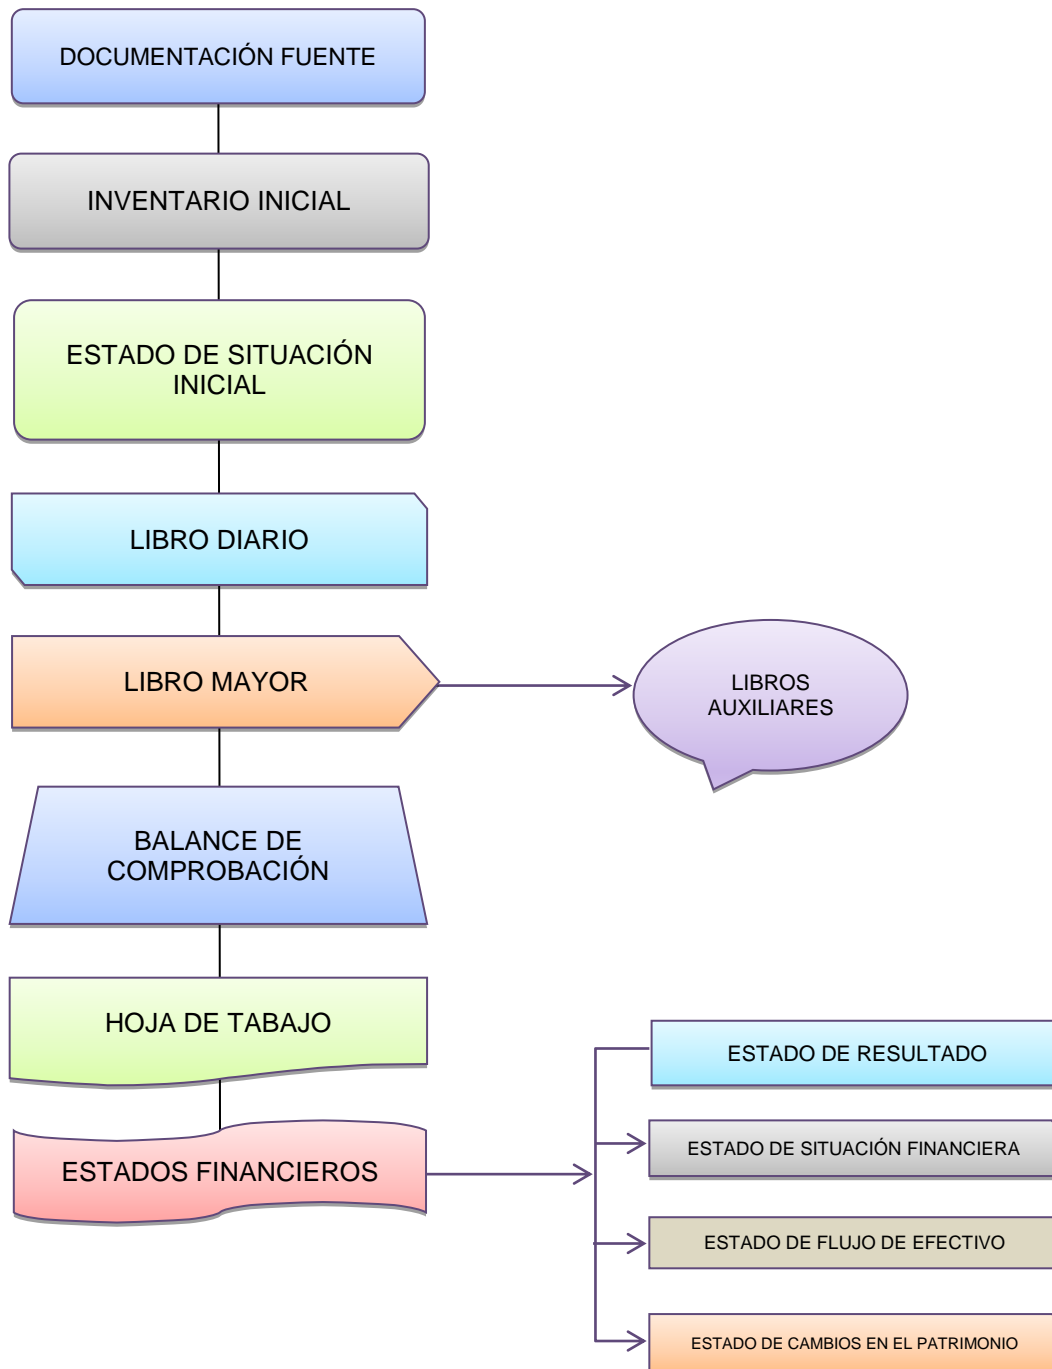 DOCUMENTACIÓN FUENTE
INVENTARIO INICIAL
ESTADO DE SITUACIÓN
INICIAL
LIBRO DIARIO
LIBRO MAYOR
LIBROS
AUXILIARES
BALANCE DE
COMPROBACIÓN
HOJA DE TABAJO
ESTADOS FINANCIEROS
ESTADO DE RESULTADO
ESTADO DE SITUACIÓN FINANCIERA
ESTADO DE FLUJO DE EFECTIVO
ESTADO DE CAMBIOS EN EL PATRIMONIO